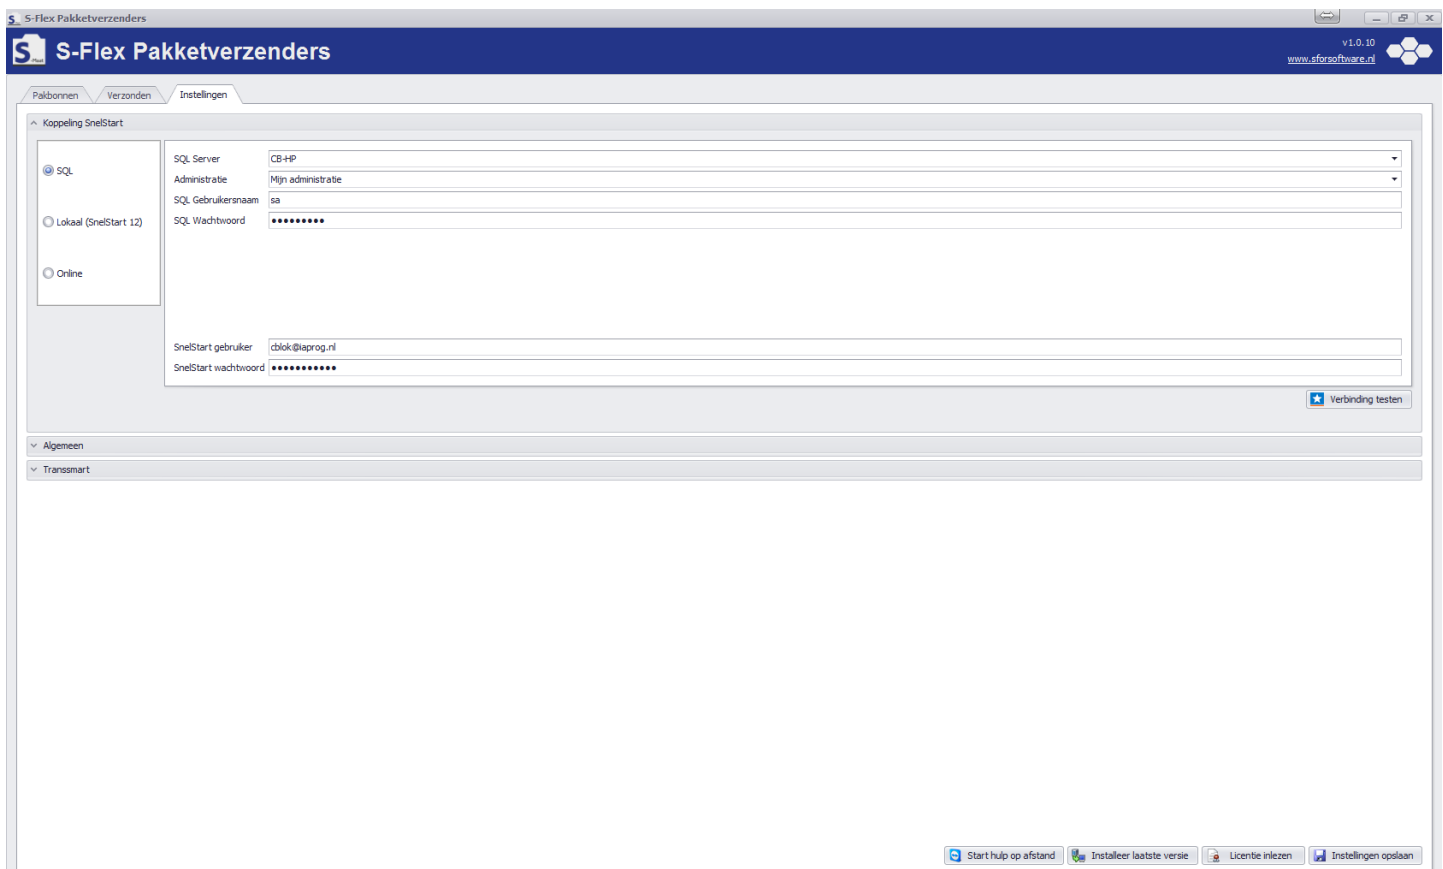 S-Flex Pakketverzenders
S-Flex Pakketverzenders
v1.0.10
www.sforsoftware.nl
Pakbonnen Verzonden Instellingen
Koppeling SnelStart
SQL
Lokaal (SnelStart 12)
Online
SQL Server CB-HP
Administratie Mijn administratie
SQL Gebruikersnaam sa
SQL Wachtwoord •••••••••
SnelStart gebruiker cblok@iaprog.nl
SnelStart wachtwoord •••••••••••
Verbinding testen
Algemeen
Transsmart
Start hulp op afstand Installeer laatste versie Licentie inlezen Instellingen opslaan